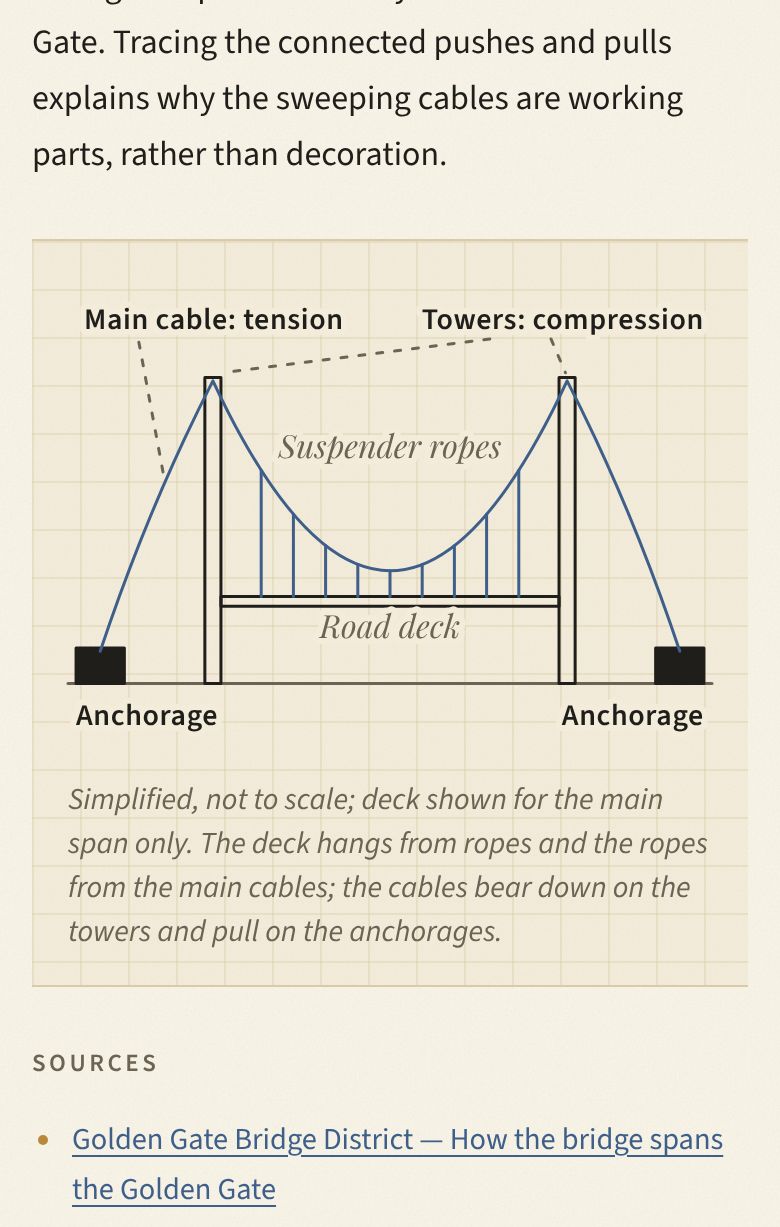 Gate. Tracing the connected pushes and pulls
explains why the sweeping cables are working
parts, rather than decoration.
Main cable: tension
Towers: compression
Suspender ropes
Road deck
Anchorage
Anchorage
Simplified, not to scale; deck shown for the main
span only. The deck hangs from ropes and the ropes
from the main cables; the cables bear down on the
towers and pull on the anchorages.
SOURCES
Golden Gate Bridge District — How the bridge spans
the Golden Gate